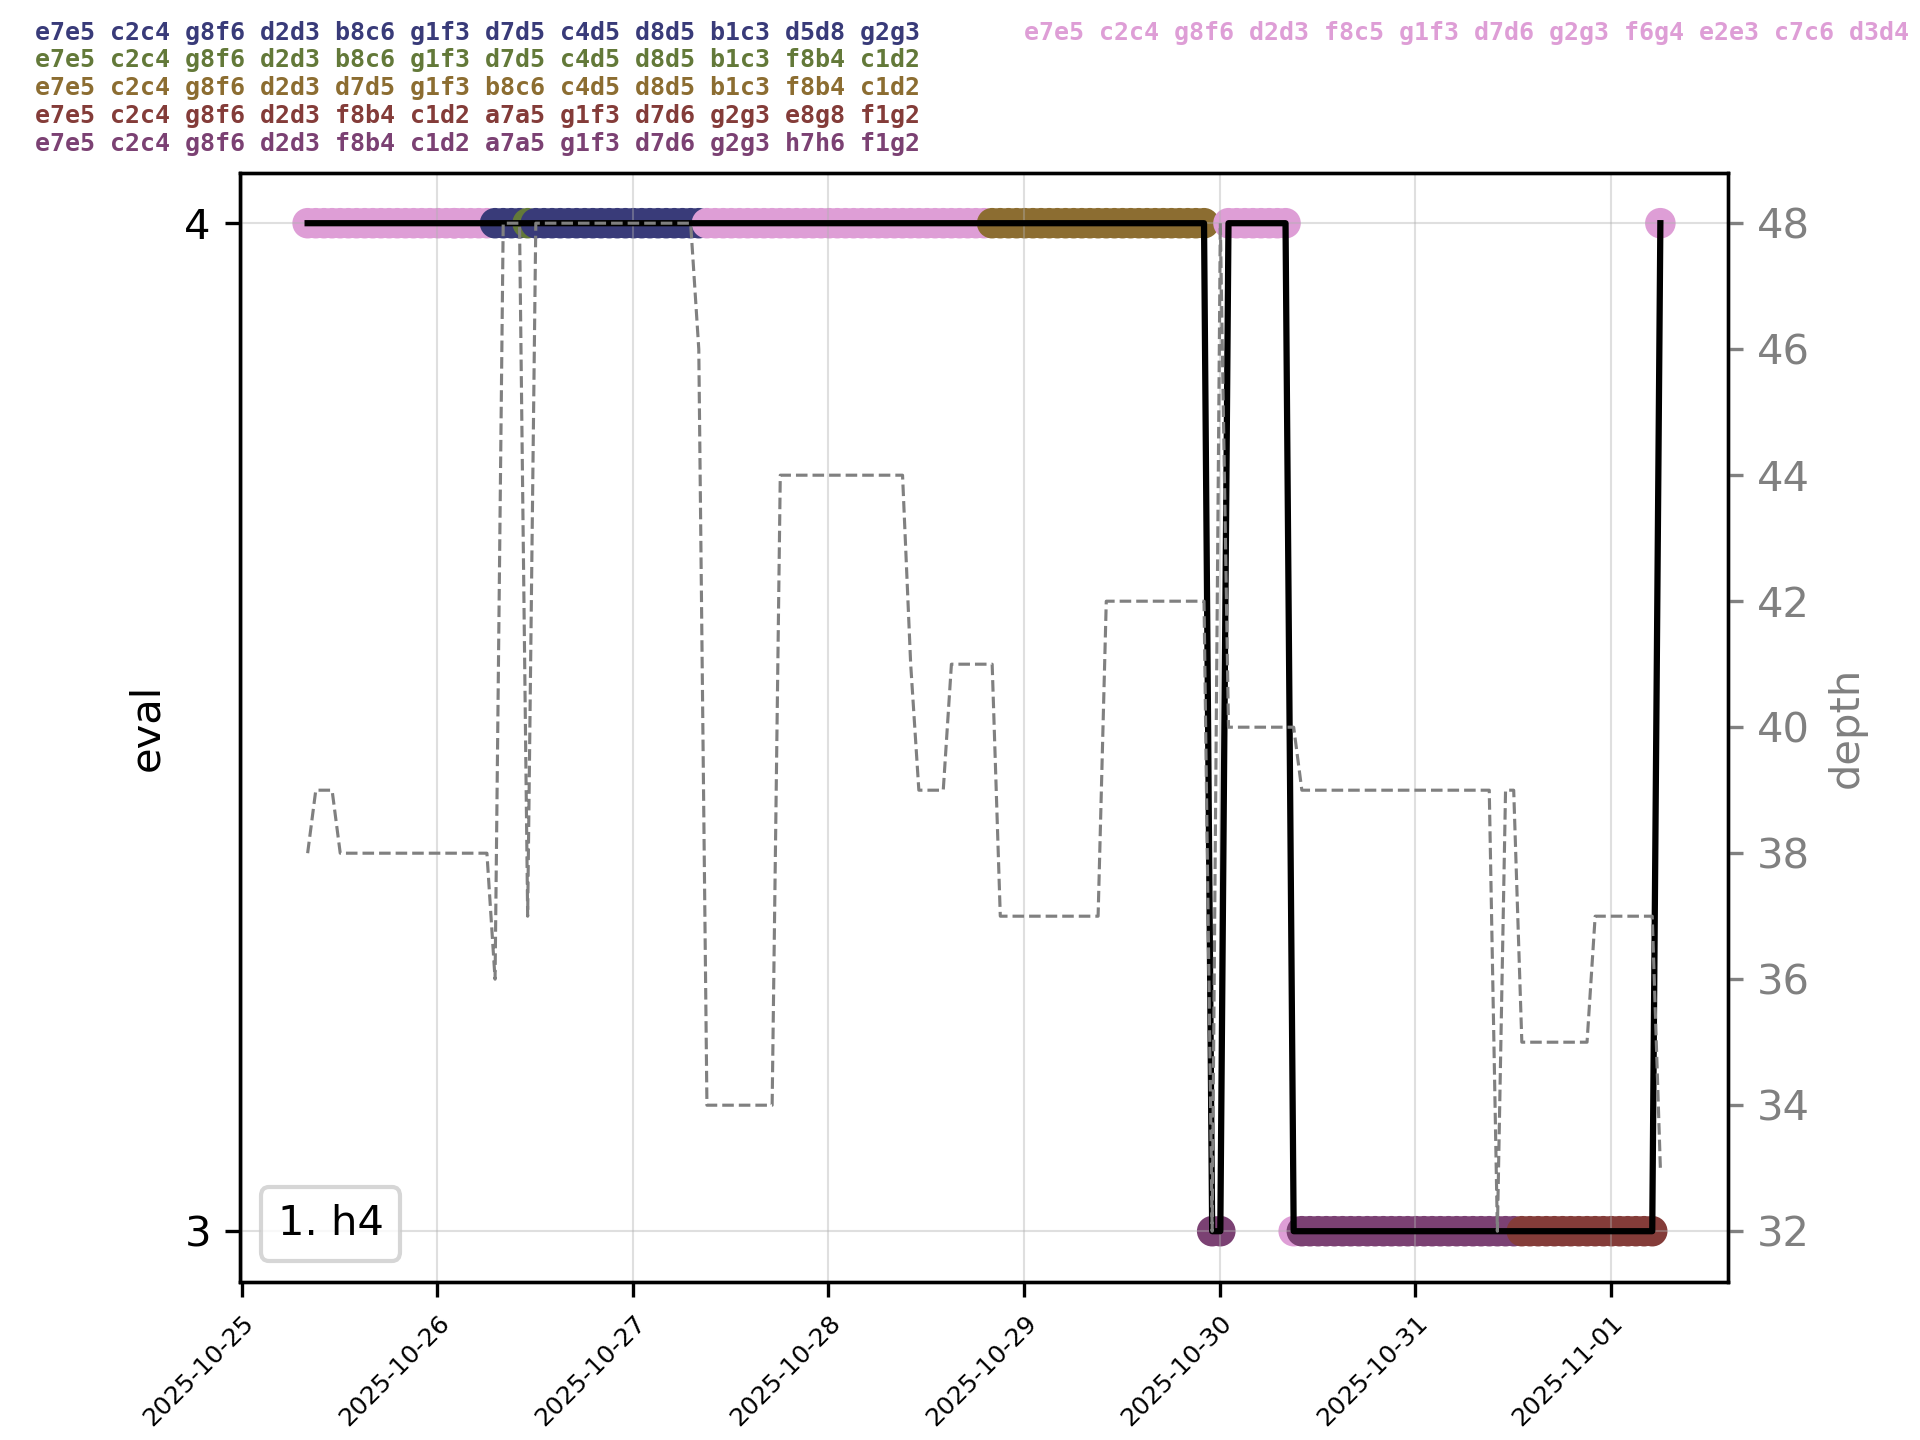 e7e5 c2c4 g8f6 d2d3 b8c6 g1f3 d7d5 c4d5 d8d5 b1c3 d5d8 g2g3
e7e5 c2c4 g8f6 d2d3 b8c6 g1f3 d7d5 c4d5 d8d5 b1c3 f8b4 c1d2
e7e5 c2c4 g8f6 d2d3 d7d5 g1f3 b8c6 c4d5 d8d5 b1c3 f8b4 c1d2
e7e5 c2c4 g8f6 d2d3 f8b4 c1d2 a7a5 g1f3 d7d6 g2g3 e8g8 f1g2
e7e5 c2c4 g8f6 d2d3 f8b4 c1d2 a7a5 g1f3 d7d6 g2g3 h7h6 f1g2
e7e5 c2c4 g8f6 d2d3 f8c5 g1f3 d7d6 g2g3 f6g4 e2e3 c7c6 d3d4
4
3
eval
1. h4
48
46
44
42
40
38
36
34
32
depth
2025-10-25
2025-10-26
2025-10-27
2025-10-28
2025-10-29
2025-10-30
2025-10-31
2025-11-01